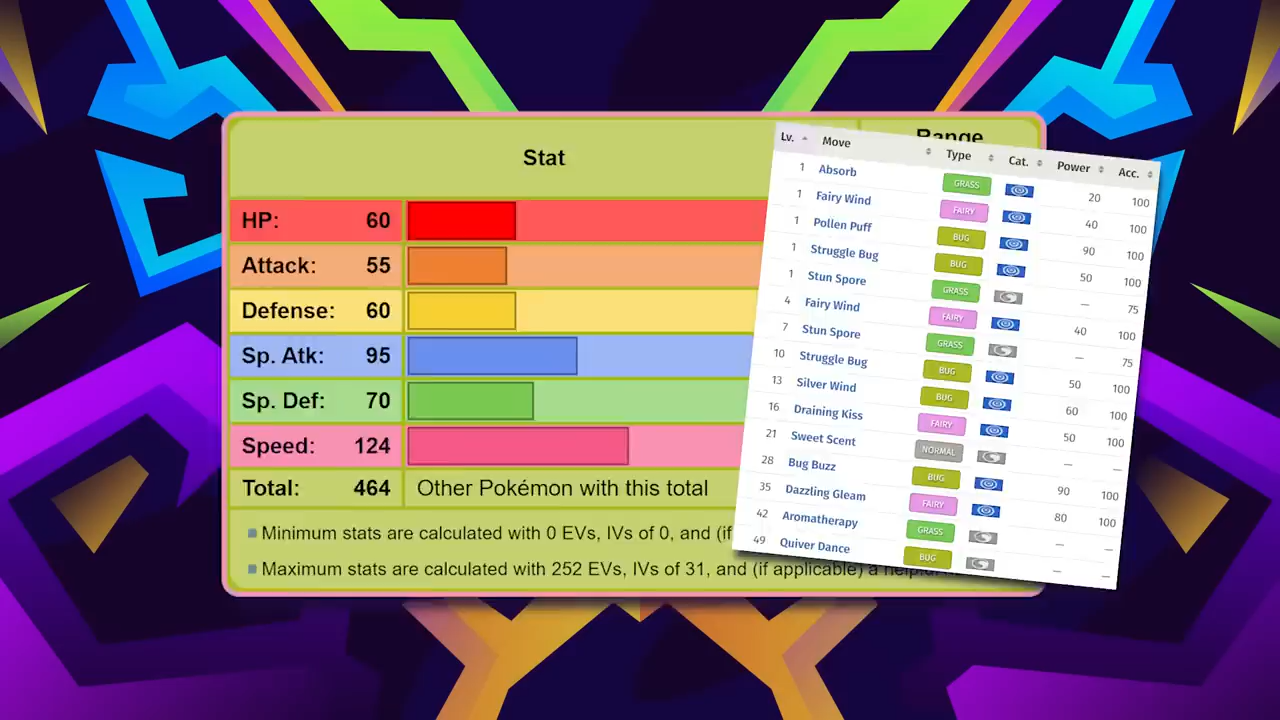 Stat
Range
HP: 60
Attack: 55
Defense: 60
Sp. Atk: 95
Sp. Def: 70
Speed: 124
Total: 464 Other Pokémon with this total
Minimum stats are calculated with 0 EVs, IVs of 0, and (if
Maximum stats are calculated with 252 EVs, IVs of 31, and (if applicable) a
Lv. Move Type Cat. Power Acc.
1 Absorb GRASS 20 100
1 Fairy Wind FAIRY 40 100
1 Pollen Puff BUG 90 100
1 Struggle Bug BUG 50 100
1 Stun Spore GRASS — 75
4 Fairy Wind FAIRY 40 100
7 Stun Spore GRASS — 75
10 Struggle Bug BUG 50 100
13 Silver Wind BUG 60 100
16 Draining Kiss FAIRY 50 100
21 Sweet Scent NORMAL — —
28 Bug Buzz BUG 90 100
35 Dazzling Gleam FAIRY 80 100
42 Aromatherapy GRASS — —
49 Quiver Dance BUG — —